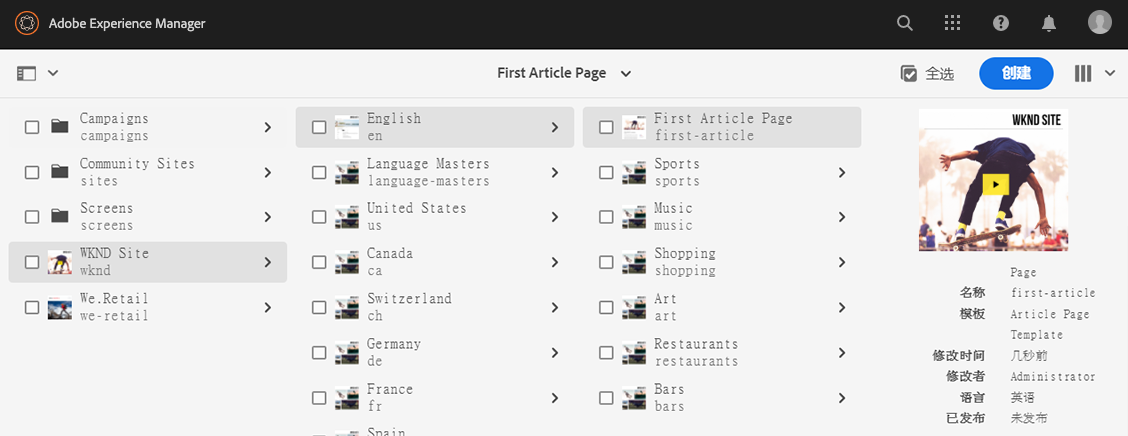 Adobe Experience Manager
First Article Page
全选
创建
Campaigns
campaigns
Community Sites
sites
Screens
screens
WKND Site
wknd
We.Retail
we-retail
English
en
Language Masters
language-masters
United States
us
Canada
ca
Switzerland
ch
Germany
de
France
fr
Spain
First Article Page
first-article
Sports
sports
Music
music
Shopping
shopping
Art
art
Restaurants
restaurants
Bars
bars
WKND SITE
Page
名称 first-article
模板 Article Page
Template
修改时间 几秒前
修改者 Administrator
语言 英语
已发布 未发布